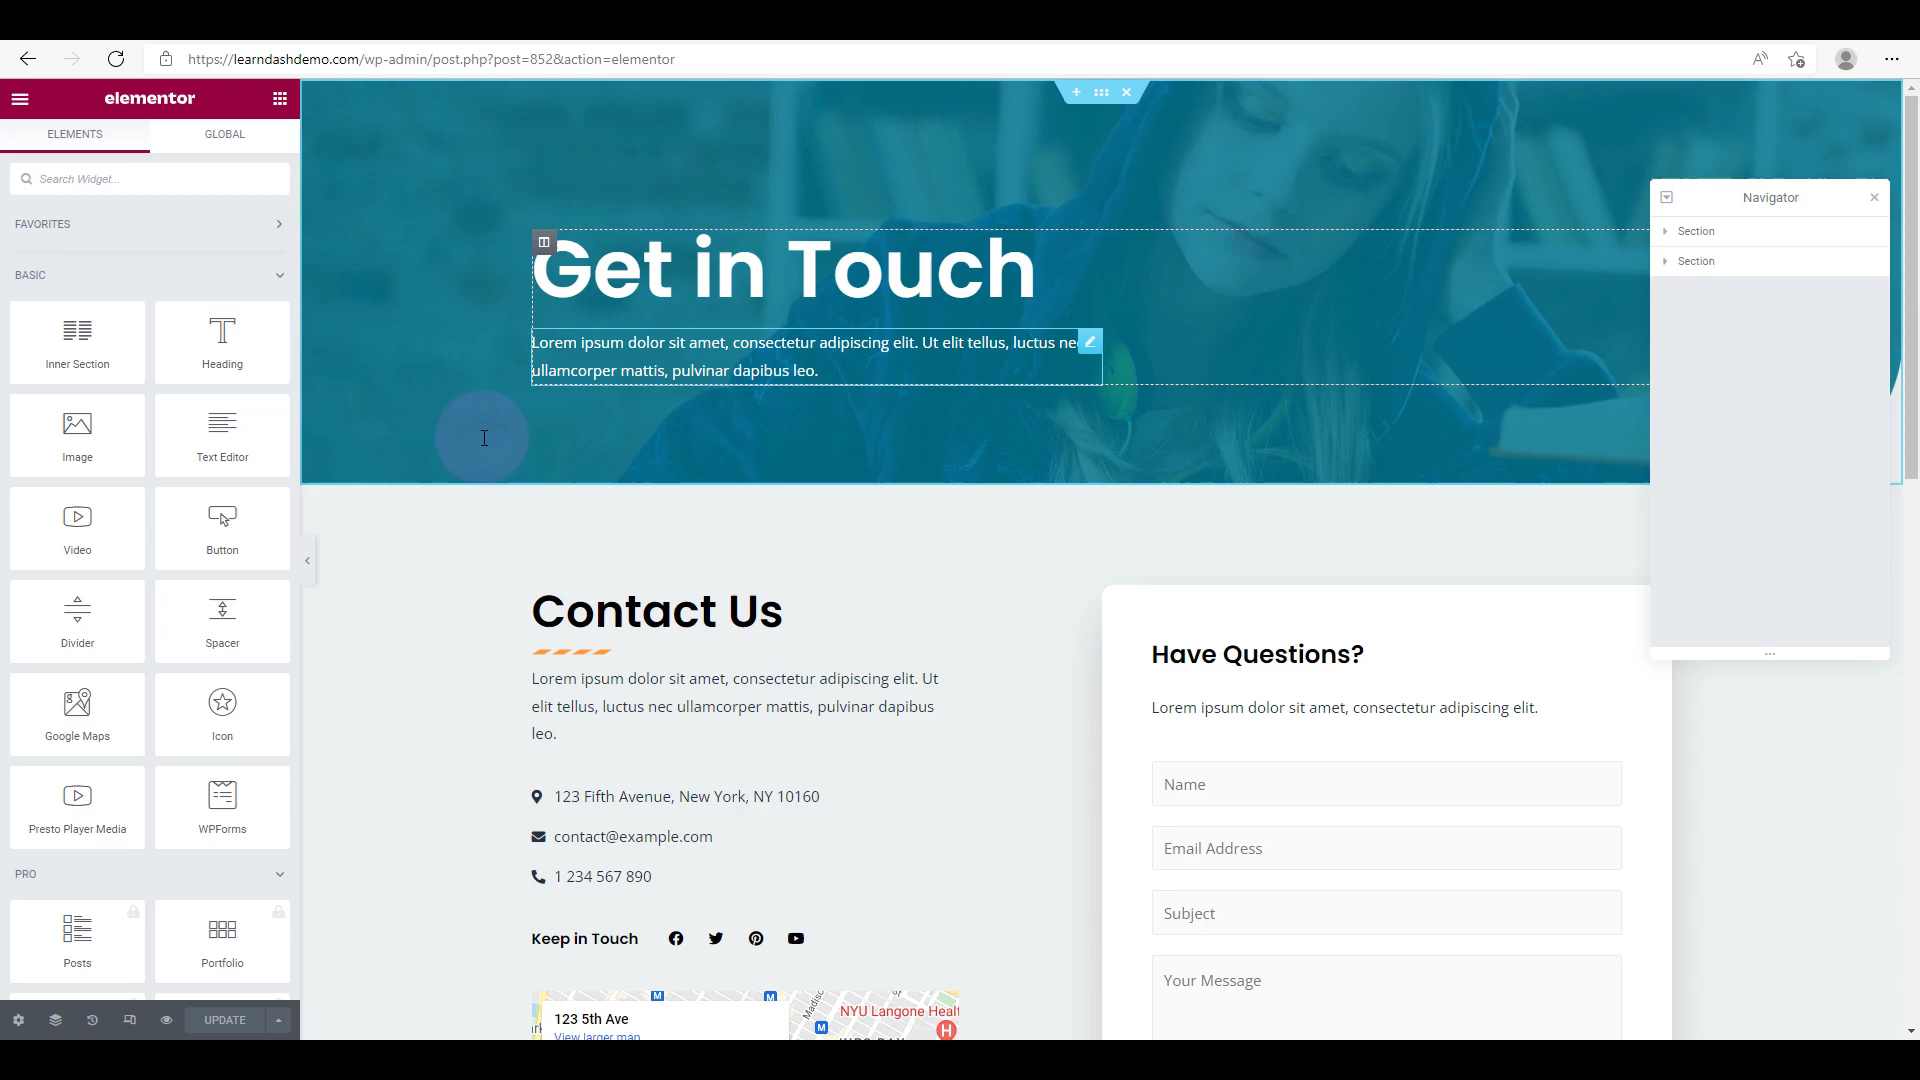 https://learndashdemo.com/wp-admin/post.php?post=852&action=elementor
elementor
ELEMENTS
GLOBAL
Search Widget...
FAVORITES
BASIC
Inner Section
Heading
Image
Text Editor
Video
Button
Divider
Spacer
Google Maps
Icon
Presto Player Media
WPForms
PRO
Posts
Portfolio
UPDATE
Get in Touch
Lorem ipsum dolor sit amet, consectetur adipiscing elit. Ut elit tellus, luctus nec
ullamcorper mattis, pulvinar dapibus leo.
Navigator
Section
Section
Contact Us
Lorem ipsum dolor sit amet, consectetur adipiscing elit. Ut
elit tellus, luctus nec ullamcorper mattis, pulvinar dapibus
leo.
123 Fifth Avenue, New York, NY 10160
contact@example.com
1 234 567 890
Keep in Touch
123 5th Ave
View larger map
M
M
M
NYU Langone Healt
H
Have Questions?
Lorem ipsum dolor sit amet, consectetur adipiscing elit.
Name
Email Address
Subject
Your Message